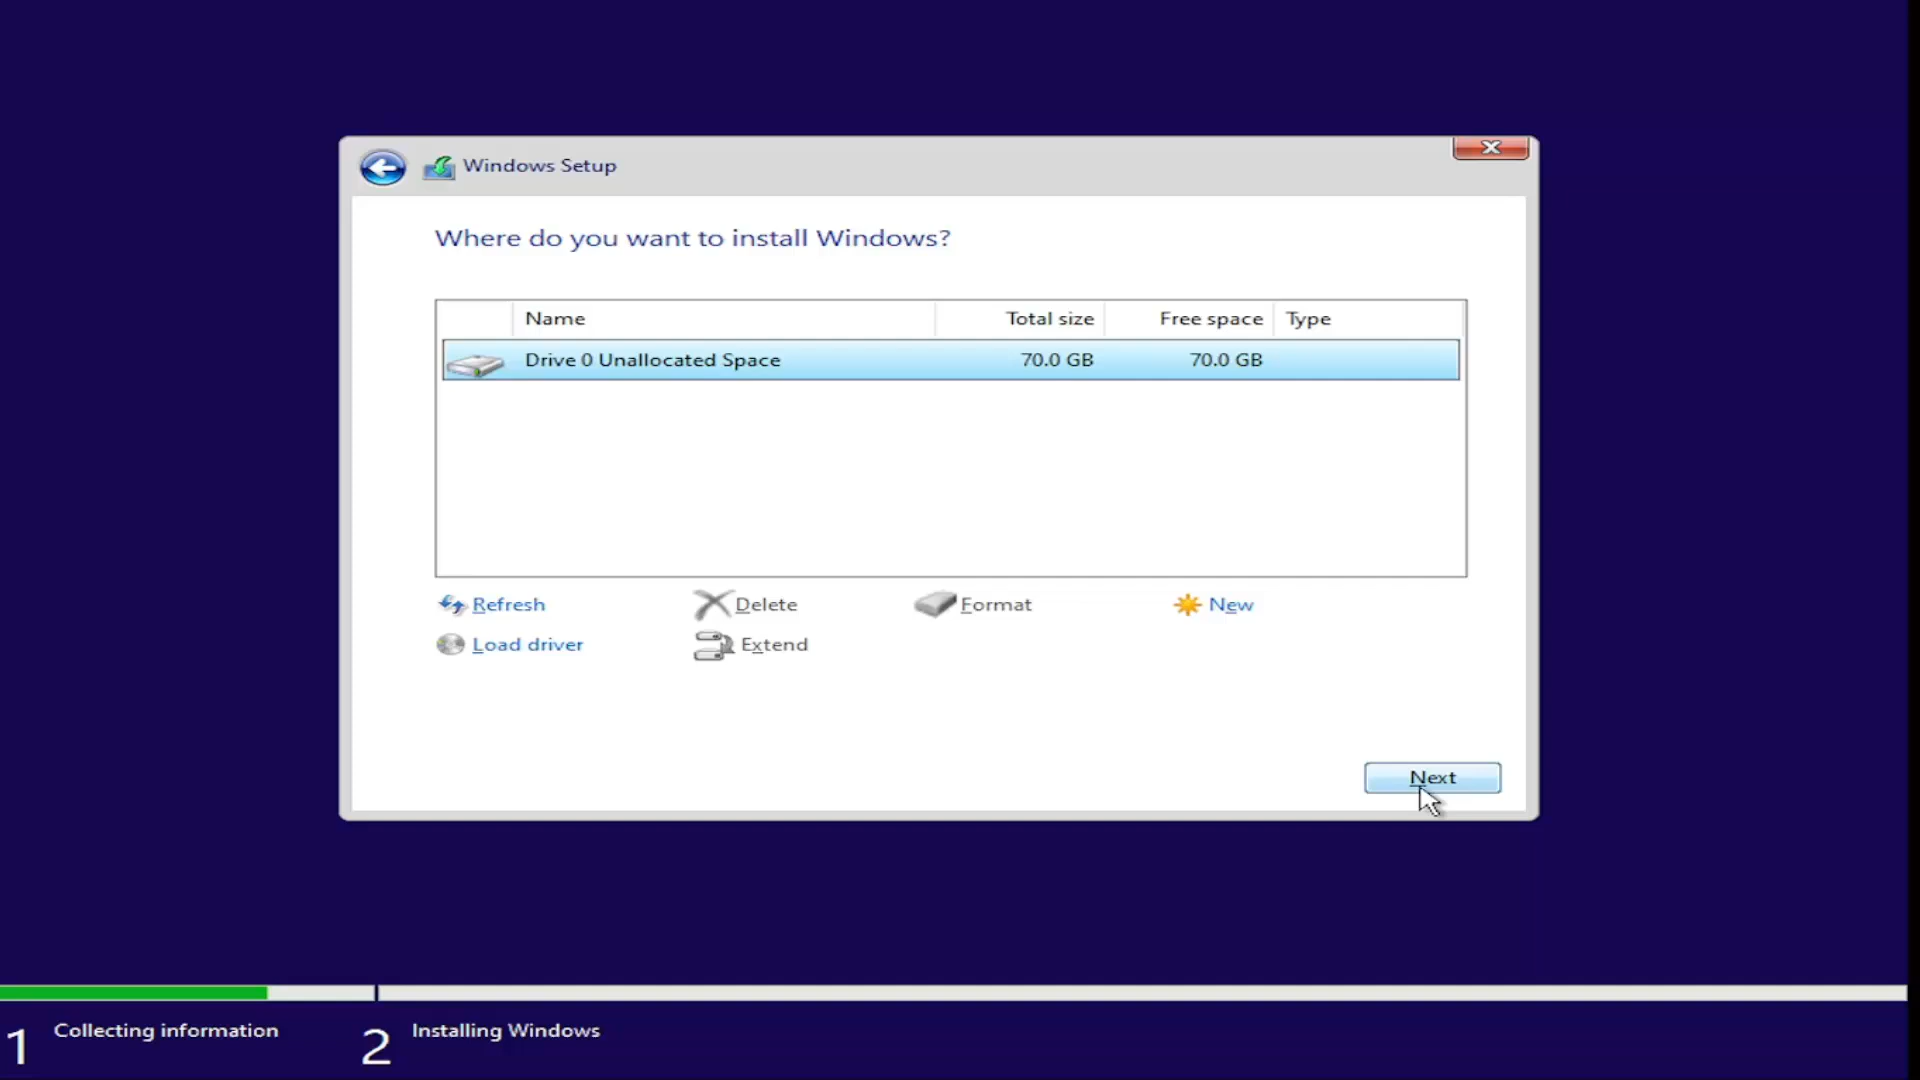 Windows Setup
Where do you want to install Windows?
Name Total size Free space Type
Drive 0 Unallocated Space 70.0 GB 70.0 GB
Refresh Delete Format New
Load driver Extend
Next
1 Collecting information 2 Installing Windows